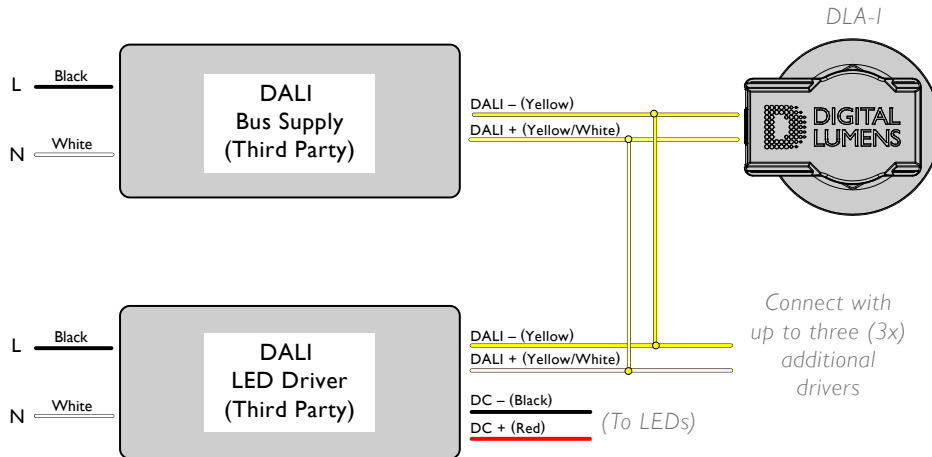 DLA-I
L
Black
N
White
DALI
Bus Supply
(Third Party)
DALI – (Yellow)
DALI + (Yellow/White)
DIGITAL
LUMENS
L
Black
N
White
DALI
LED Driver
(Third Party)
DALI – (Yellow)
DALI + (Yellow/White)
DC – (Black)
DC + (Red)
(To LEDs)
Connect with
up to three (3x)
additional
drivers